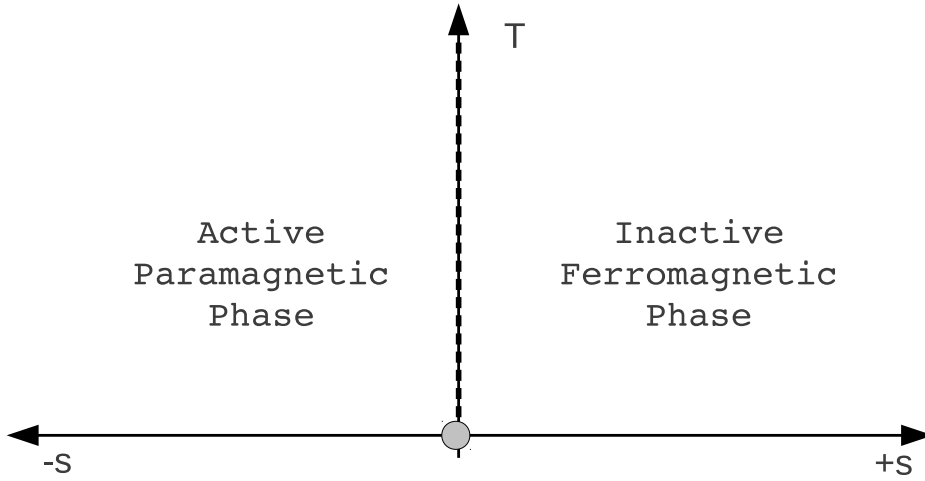 T
Active
Paramagnetic
Phase
Inactive
Ferromagnetic
Phase
-s
+s